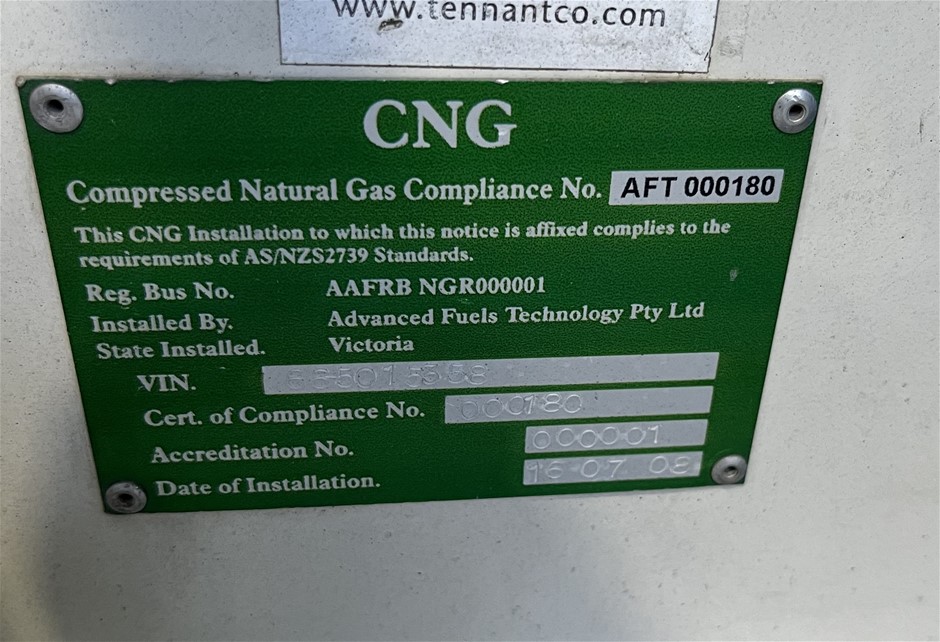 www.tennantco.com
CNG
Compressed Natural Gas Compliance No. AFT 000180
This CNG Installation to which this notice is affixed complies to the
requirements of AS/NZS2739 Standards.
Reg. Bus No. AAFRB NGR000001
Installed By. Advanced Fuels Technology Pty Ltd
State Installed. Victoria
VIN.
Cert. of Compliance No. 000180
Accreditation No. 000001
Date of Installation. 16 07 08